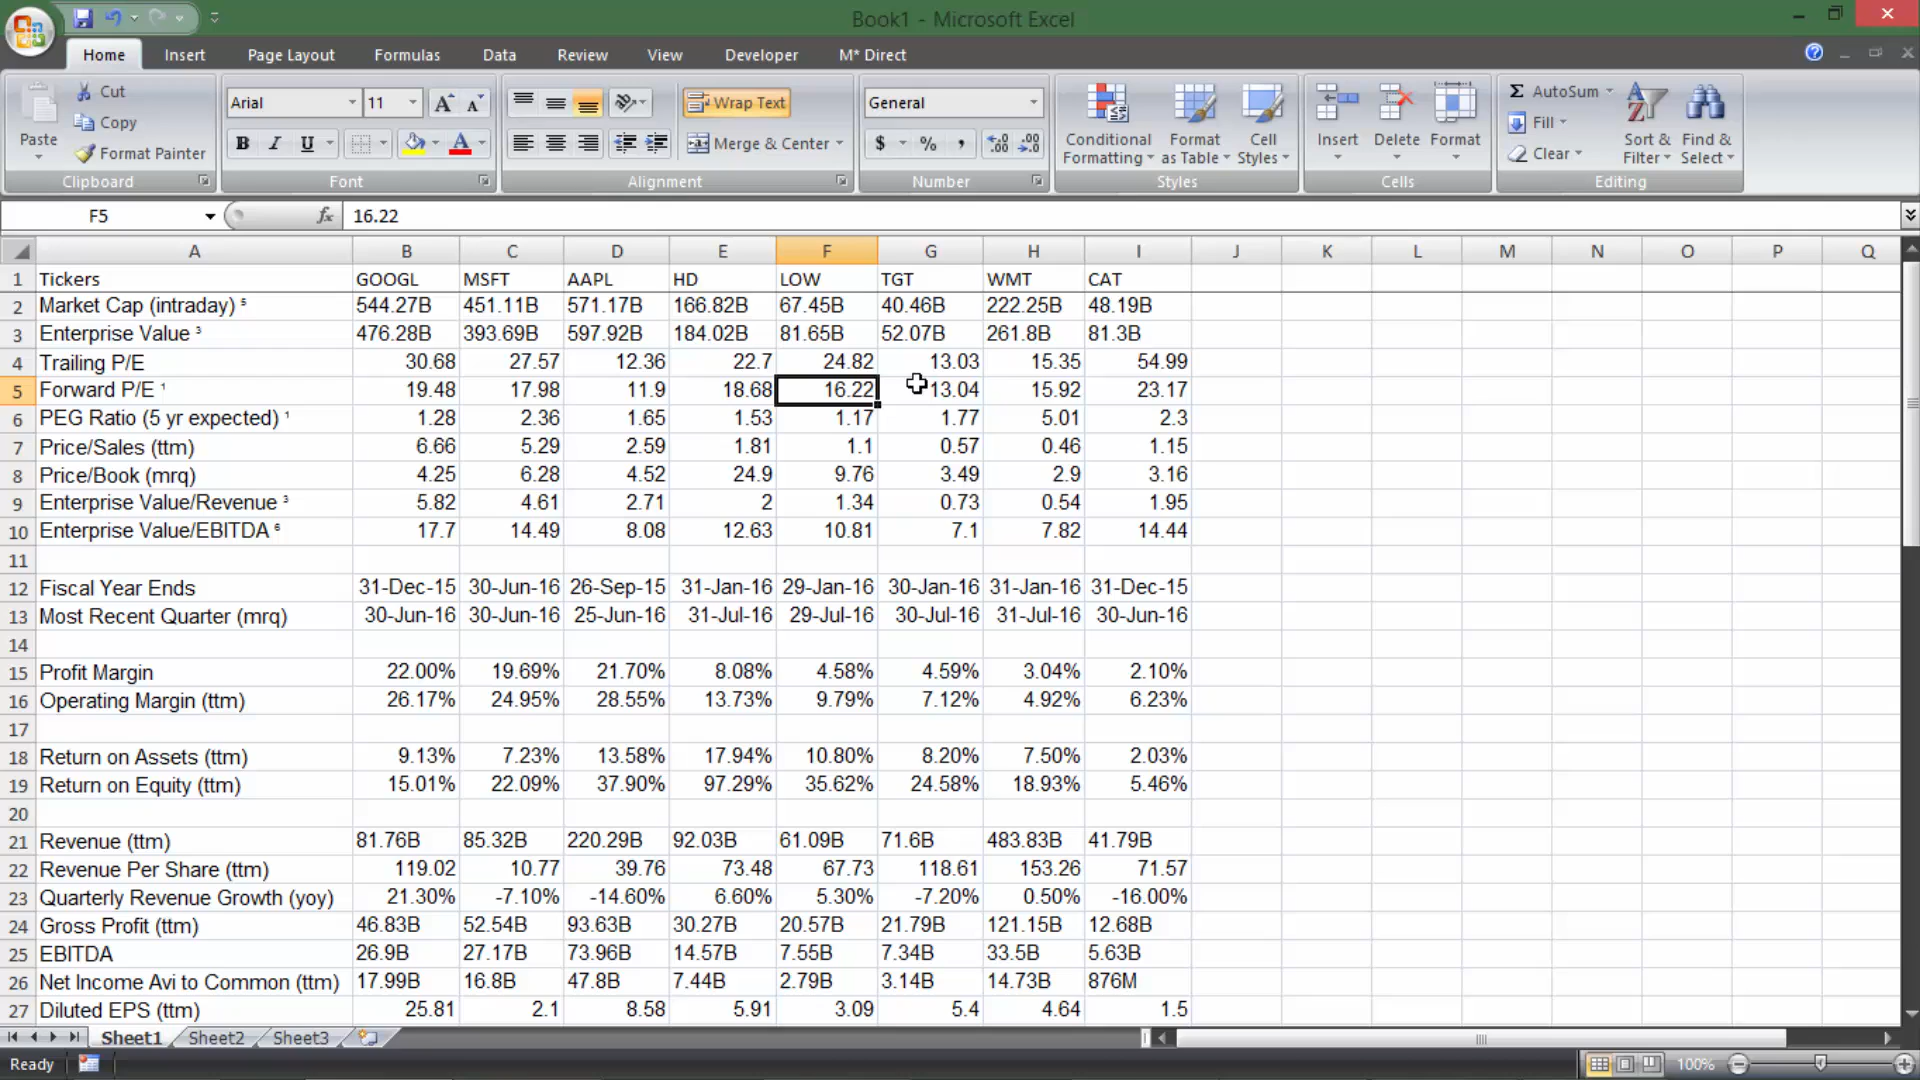 Book1 - Microsoft Excel
Home Insert Page Layout Formulas Data Review View Developer M* Direct
Paste
Cut
Copy
Format Painter
Clipboard
Arial 11
B I U
Font
Wrap Text
Merge & Center
Alignment
General
$ % ,
Number
Conditional Formatting
Format as Table
Cell Styles
Styles
Insert Delete Format
Cells
Σ AutoSum
Fill
Clear
Sort & Filter
Find & Select
Editing
F5 fx 16.22
A B C D E F G H I J K L M N O P Q
1 Tickers GOOGL MSFT AAPL HD LOW TGT WMT CAT
2 Market Cap (intraday) ⁵ 544.27B 451.11B 571.17B 166.82B 67.45B 40.46B 222.25B 48.19B
3 Enterprise Value ³ 476.28B 393.69B 597.92B 184.02B 81.65B 52.07B 261.8B 81.3B
4 Trailing P/E 30.68 27.57 12.36 22.7 24.82 13.03 15.35 54.99
5 Forward P/E ¹ 19.48 17.98 11.9 18.68 16.22 13.04 15.92 23.17
6 PEG Ratio (5 yr expected) ¹ 1.28 2.36 1.65 1.53 1.17 1.77 5.01 2.3
7 Price/Sales (ttm) 6.66 5.29 2.59 1.81 1.1 0.57 0.46 1.15
8 Price/Book (mrq) 4.25 6.28 4.52 24.9 9.76 3.49 2.9 3.16
9 Enterprise Value/Revenue ³ 5.82 4.61 2.71 2 1.34 0.73 0.54 1.95
10 Enterprise Value/EBITDA ⁶ 17.7 14.49 8.08 12.63 10.81 7.1 7.82 14.44
11
12 Fiscal Year Ends 31-Dec-15 30-Jun-16 26-Sep-15 31-Jan-16 29-Jan-16 30-Jan-16 31-Jan-16 31-Dec-15
13 Most Recent Quarter (mrq) 30-Jun-16 30-Jun-16 25-Jun-16 31-Jul-16 29-Jul-16 30-Jul-16 31-Jul-16 30-Jun-16
14
15 Profit Margin 22.00% 19.69% 21.70% 8.08% 4.58% 4.59% 3.04% 2.10%
16 Operating Margin (ttm) 26.17% 24.95% 28.55% 13.73% 9.79% 7.12% 4.92% 6.23%
17
18 Return on Assets (ttm) 9.13% 7.23% 13.58% 17.94% 10.80% 8.20% 7.50% 2.03%
19 Return on Equity (ttm) 15.01% 22.09% 37.90% 97.29% 35.62% 24.58% 18.93% 5.46%
20
21 Revenue (ttm) 81.76B 85.32B 220.29B 92.03B 61.09B 71.6B 483.83B 41.79B
22 Revenue Per Share (ttm) 119.02 10.77 39.76 73.48 67.73 118.61 153.26 71.57
23 Quarterly Revenue Growth (yoy) 21.30% -7.10% -14.60% 6.60% 5.30% -7.20% 0.50% -16.00%
24 Gross Profit (ttm) 46.83B 52.54B 93.63B 30.27B 20.57B 21.79B 121.15B 12.68B
25 EBITDA 26.9B 27.17B 73.96B 14.57B 7.55B 7.34B 33.5B 5.63B
26 Net Income Avi to Common (ttm) 17.99B 16.8B 47.8B 7.44B 2.79B 3.14B 14.73B 876M
27 Diluted EPS (ttm) 25.81 2.1 8.58 5.91 3.09 5.4 4.64 1.5
Sheet1 Sheet2 Sheet3
Ready 100%